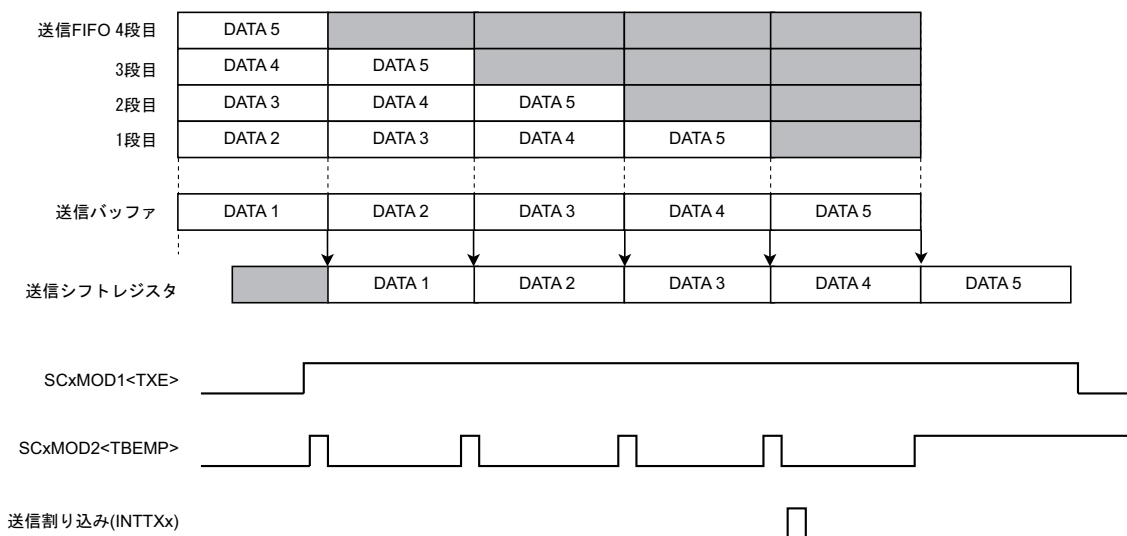 送信FIFO 4段目 DATA 5
3段目 DATA 4 DATA 5
2段目 DATA 3 DATA 4 DATA 5
1段目 DATA 2 DATA 3 DATA 4 DATA 5
送信バッファ DATA 1 DATA 2 DATA 3 DATA 4 DATA 5
送信シフトレジスタ DATA 1 DATA 2 DATA 3 DATA 4 DATA 5
SCxMOD1<TXE>
SCxMOD2<TBEMP>
送信割り込み(INTTXx)